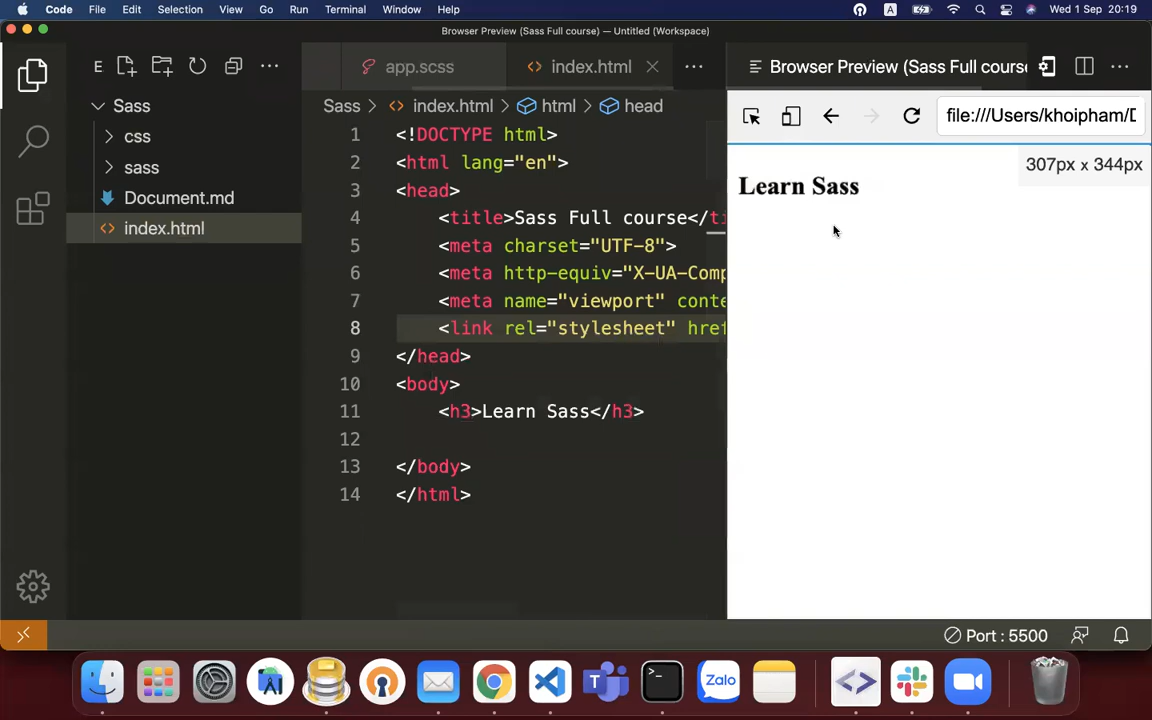 Code File Edit Selection View Go Run Terminal Window Help A Wed 1 Sep 20:19
Browser Preview (Sass Full course) — Untitled (Workspace)
E
Sass
css
sass
Document.md
index.html
app.scss
index.html
Sass > index.html > html > head
1 <!DOCTYPE html>
2 <html lang="en">
3 <head>
4 <title>Sass Full course</ti
5 <meta charset="UTF-8">
6 <meta http-equiv="X-UA-Comp
7 <meta name="viewport" conte
8 <link rel="stylesheet" href
9 </head>
10 <body>
11 <h3>Learn Sass</h3>
12
13 </body>
14 </html>
Browser Preview (Sass Full course
file:///Users/khoipham/D
307px x 344px
Learn Sass
Port : 5500
Zalo